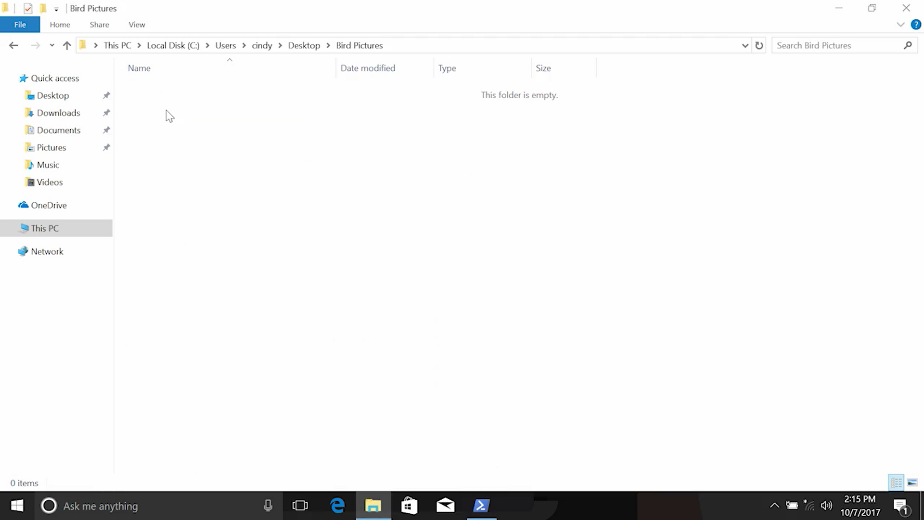 Bird Pictures
File Home Share View
This PC Local Disk (C:) Users cindy Desktop Bird Pictures Search Bird Pictures
Name Date modified Type Size
This folder is empty.
Quick access
Desktop
Downloads
Documents
Pictures
Music
Videos
OneDrive
This PC
Network
0 items
Ask me anything
2:15 PM
10/7/2017
1